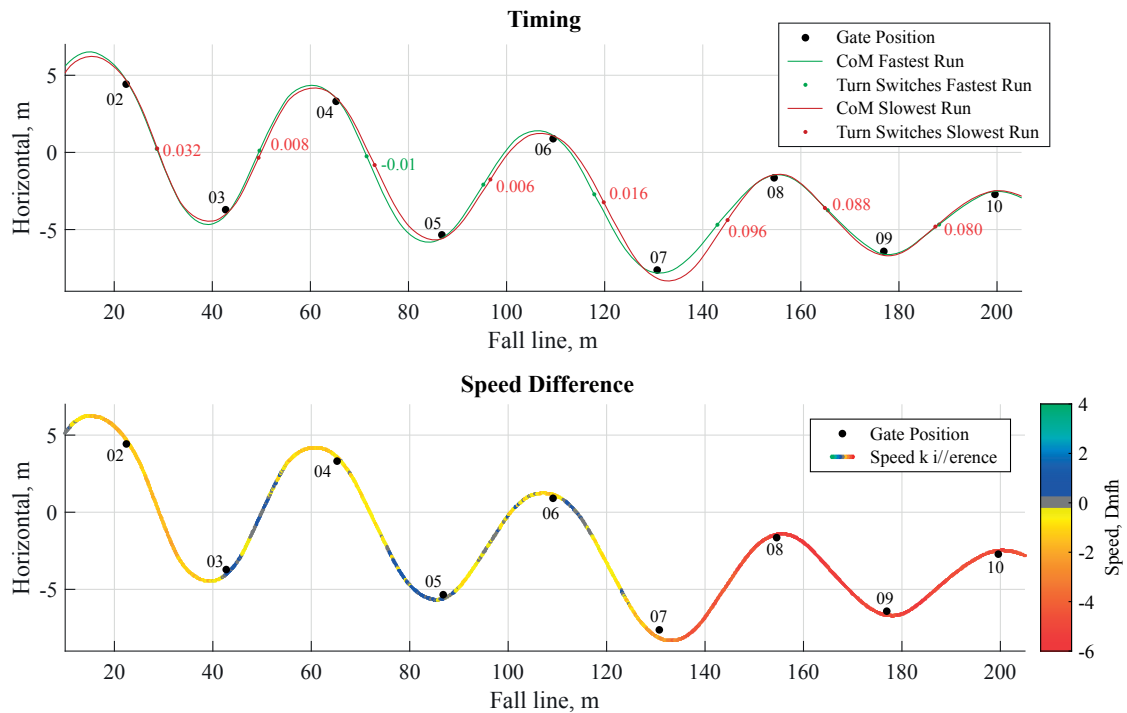 Timing
Gate Position
CoM Fastest Run
Turn Switches Fastest Run
CoM Slowest Run
Turn Switches Slowest Run
Horizontal, m
5
0
-5
02
03
04
05
06
07
08
09
10
0.032
0.008
-0.01
0.006
0.016
0.096
0.088
0.080
20 40 60 80 100 120 140 160 180 200
Fall line, m
Speed Difference
Gate Position
Speed k i//erence
Horizontal, m
5
0
-5
02
03
04
05
06
07
08
09
10
20 40 60 80 100 120 140 160 180 200
Fall line, m
4
2
0
-2
-4
-6
Speed, Dmfh